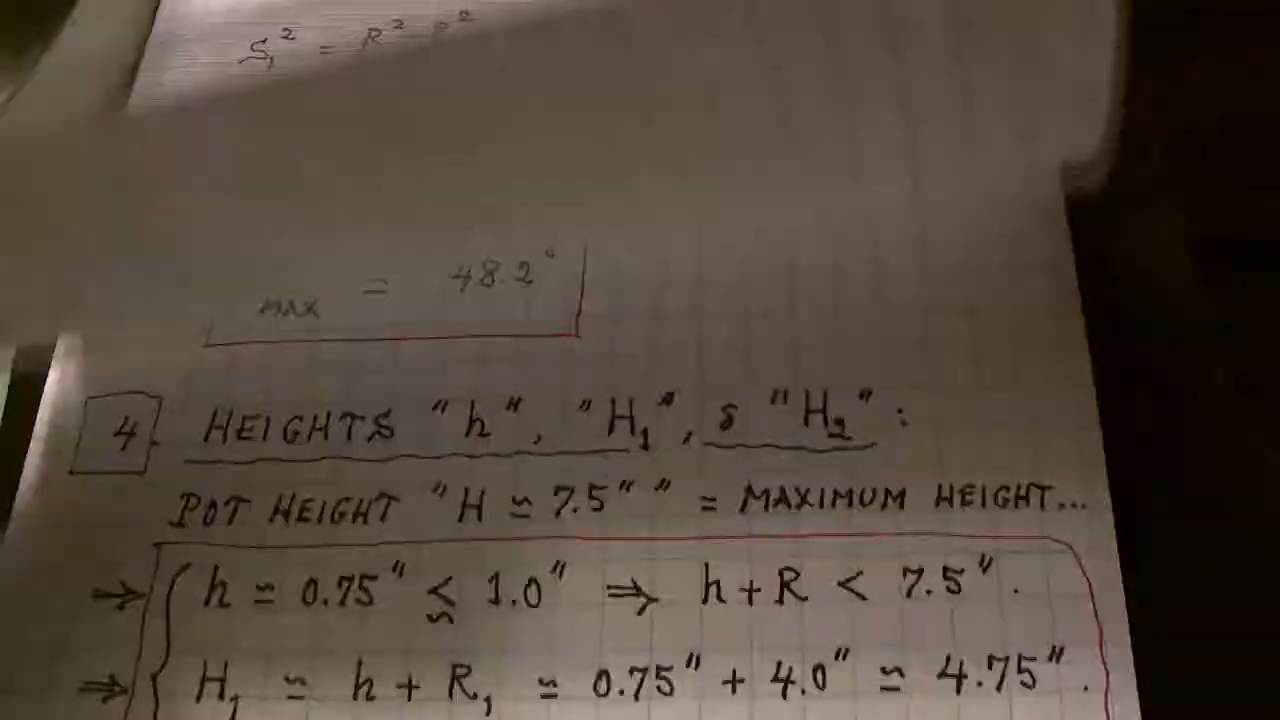 S₁² = R²
MAX = 48.2°
4. HEIGHTS "h", "H₁", & "H₂" :
POT HEIGHT "H ≃ 7.5" " = MAXIMUM HEIGHT...
⇒ h ≃ 0.75" ≲ 1.0" ⇒ h + R < 7.5".
⇒ H₁ ≃ h + R₁ ≃ 0.75" + 4.0" ≃ 4.75".